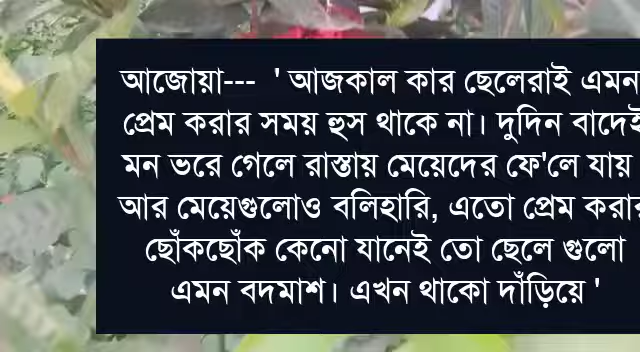 আজোয়া--- ' আজকাল কার ছেলেরাই এমন
প্রেম করার সময় হুস থাকে না। দুদিন বাদেই
মন ভরে গেলে রাস্তায় মেয়েদের ফে'লে যায়
আর মেয়েগুলোও বলিহারি, এতো প্রেম করার
ছোঁকছোঁক কেনো যানেই তো ছেলে গুলো
এমন বদমাশ। এখন থাকো দাঁড়িয়ে '